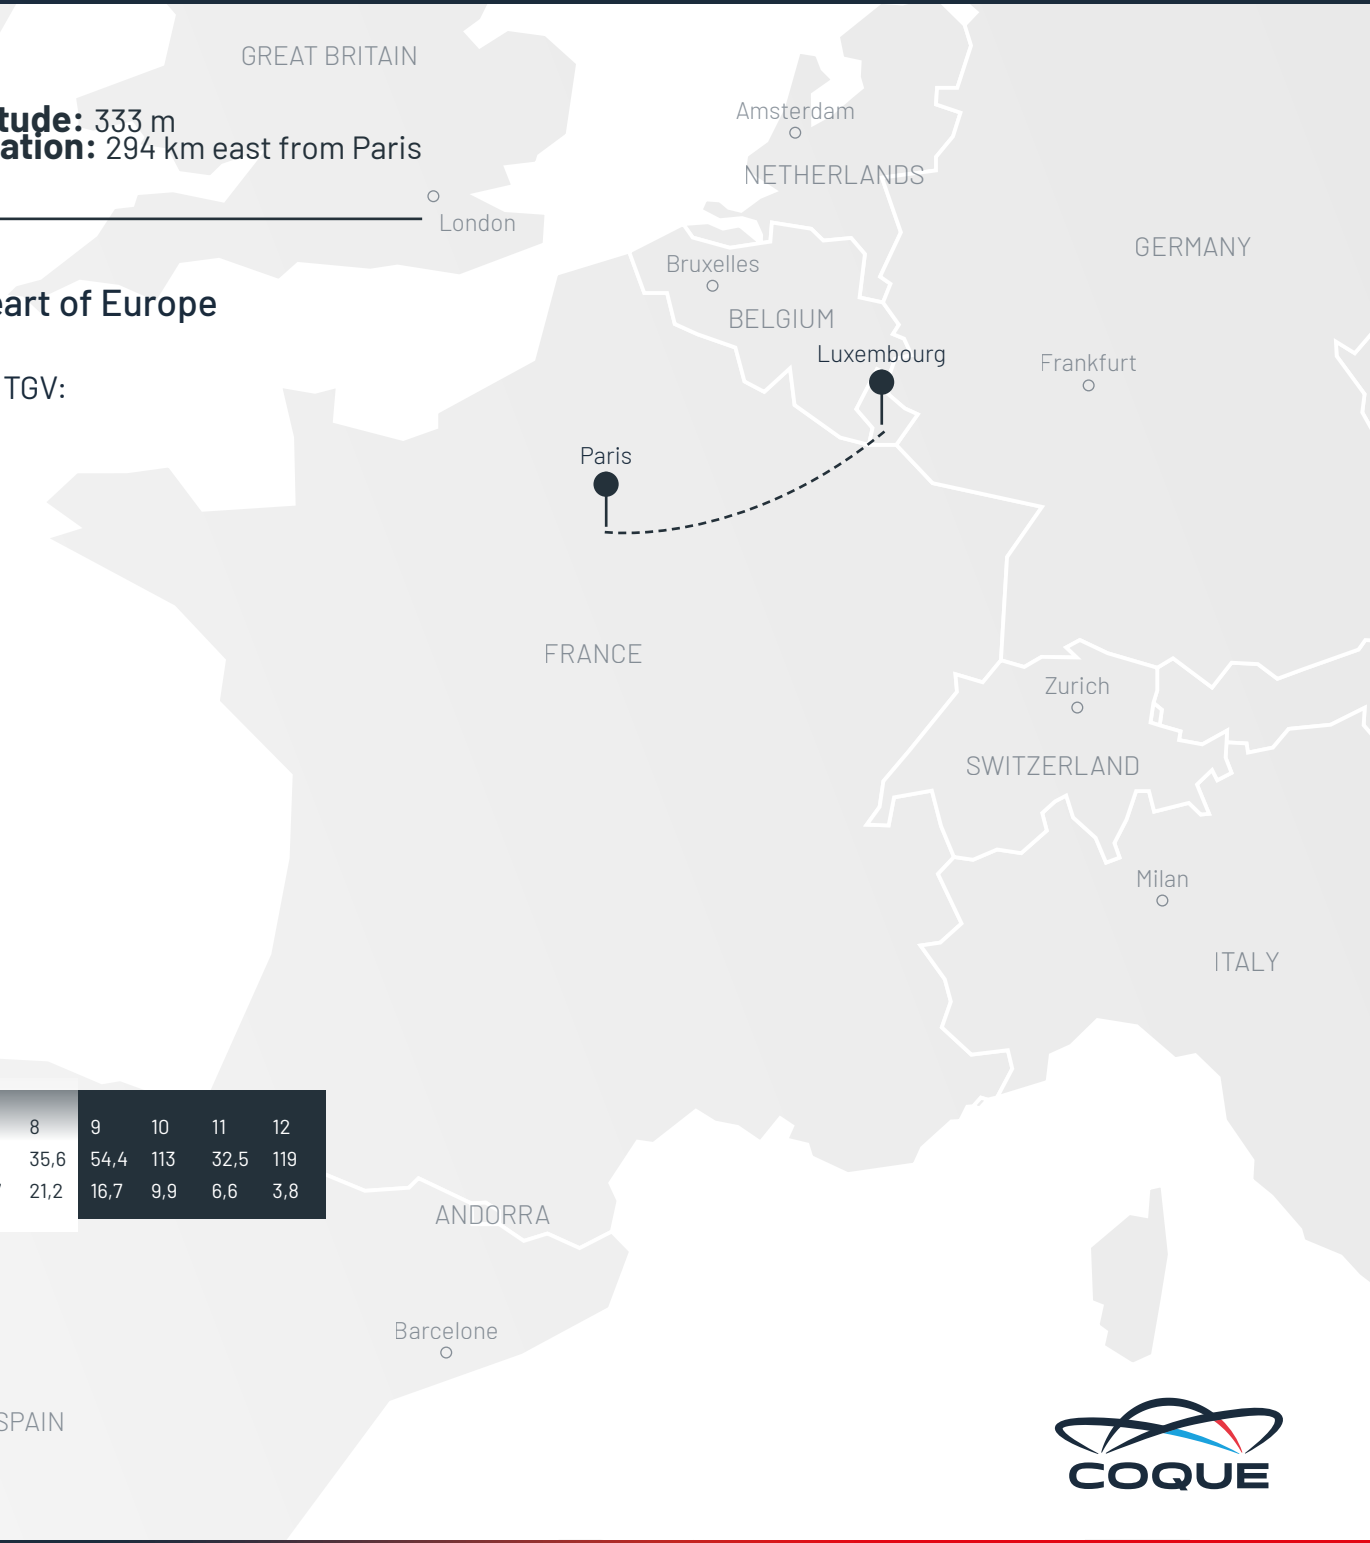 GREAT BRITAIN
tude: 333 m
ation: 294 km east from Paris
Amsterdam
NETHERLANDS
London
GERMANY
Bruxelles
eart of Europe
BELGIUM
Luxembourg
Frankfurt
TGV:
Paris
FRANCE
Zurich
SWITZERLAND
Milan
ITALY
8 9 10 11 12
35,6 54,4 113 32,5 119
21,2 16,7 9,9 6,6 3,8
ANDORRA
Barcelone
SPAIN
COQUE